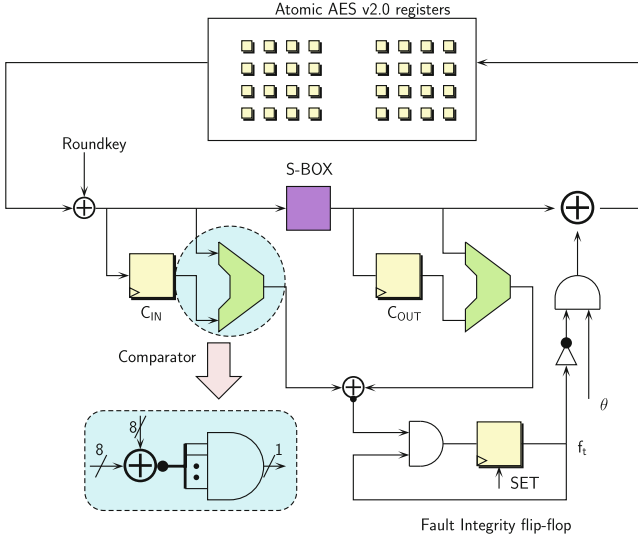 Atomic AES v2.0 registers
Roundkey
S-BOX
C_IN
C_OUT
Comparator
θ
8
8
1
f_t
SET
Fault Integrity flip-flop